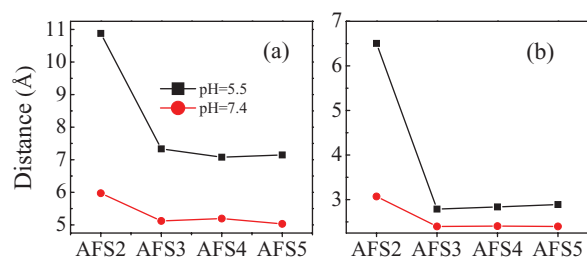 Distance (Å)
11
10
9
8
7
6
5
(a)
pH=5.5
pH=7.4
AFS2 AFS3 AFS4 AFS5
7
6
5
4
3
(b)
AFS2 AFS3 AFS4 AFS5